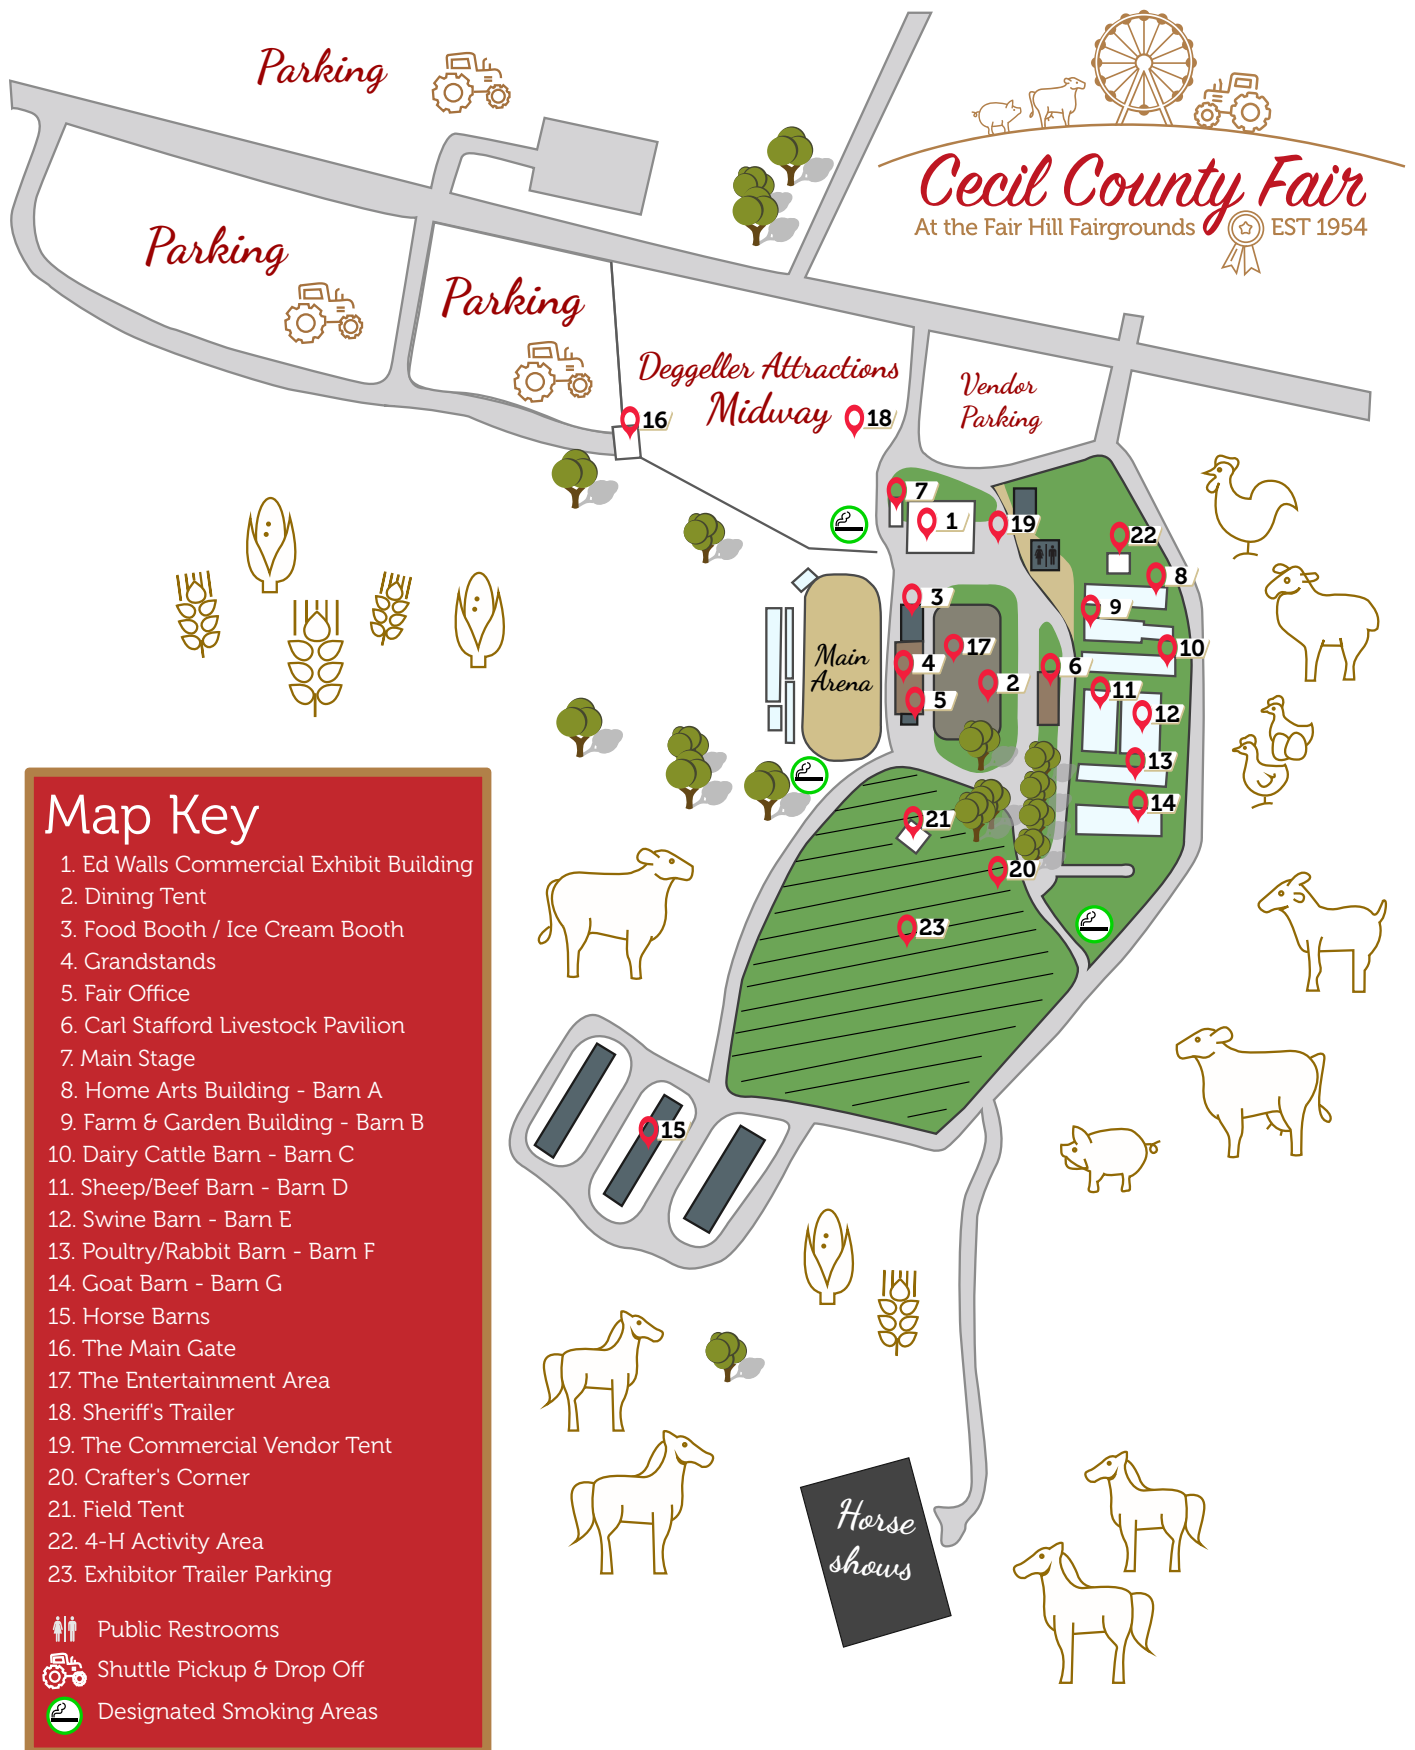 Parking
Cecil County Fair
At the Fair Hill Fairgrounds
EST 1954
Parking
Parking
Deggeller Attractions
Midway
Vendor
Parking
16
18
7
1
19
22
8
3
9
10
17
4
6
Main
Arena
2
11
5
12
13
14
21
20
23
15
Horse
shows
Map Key
1. Ed Walls Commercial Exhibit Building
2. Dining Tent
3. Food Booth / Ice Cream Booth
4. Grandstands
5. Fair Office
6. Carl Stafford Livestock Pavilion
7. Main Stage
8. Home Arts Building - Barn A
9. Farm & Garden Building - Barn B
10. Dairy Cattle Barn - Barn C
11. Sheep/Beef Barn - Barn D
12. Swine Barn - Barn E
13. Poultry/Rabbit Barn - Barn F
14. Goat Barn - Barn G
15. Horse Barns
16. The Main Gate
17. The Entertainment Area
18. Sheriff's Trailer
19. The Commercial Vendor Tent
20. Crafter's Corner
21. Field Tent
22. 4-H Activity Area
23. Exhibitor Trailer Parking
Public Restrooms
Shuttle Pickup & Drop Off
Designated Smoking Areas